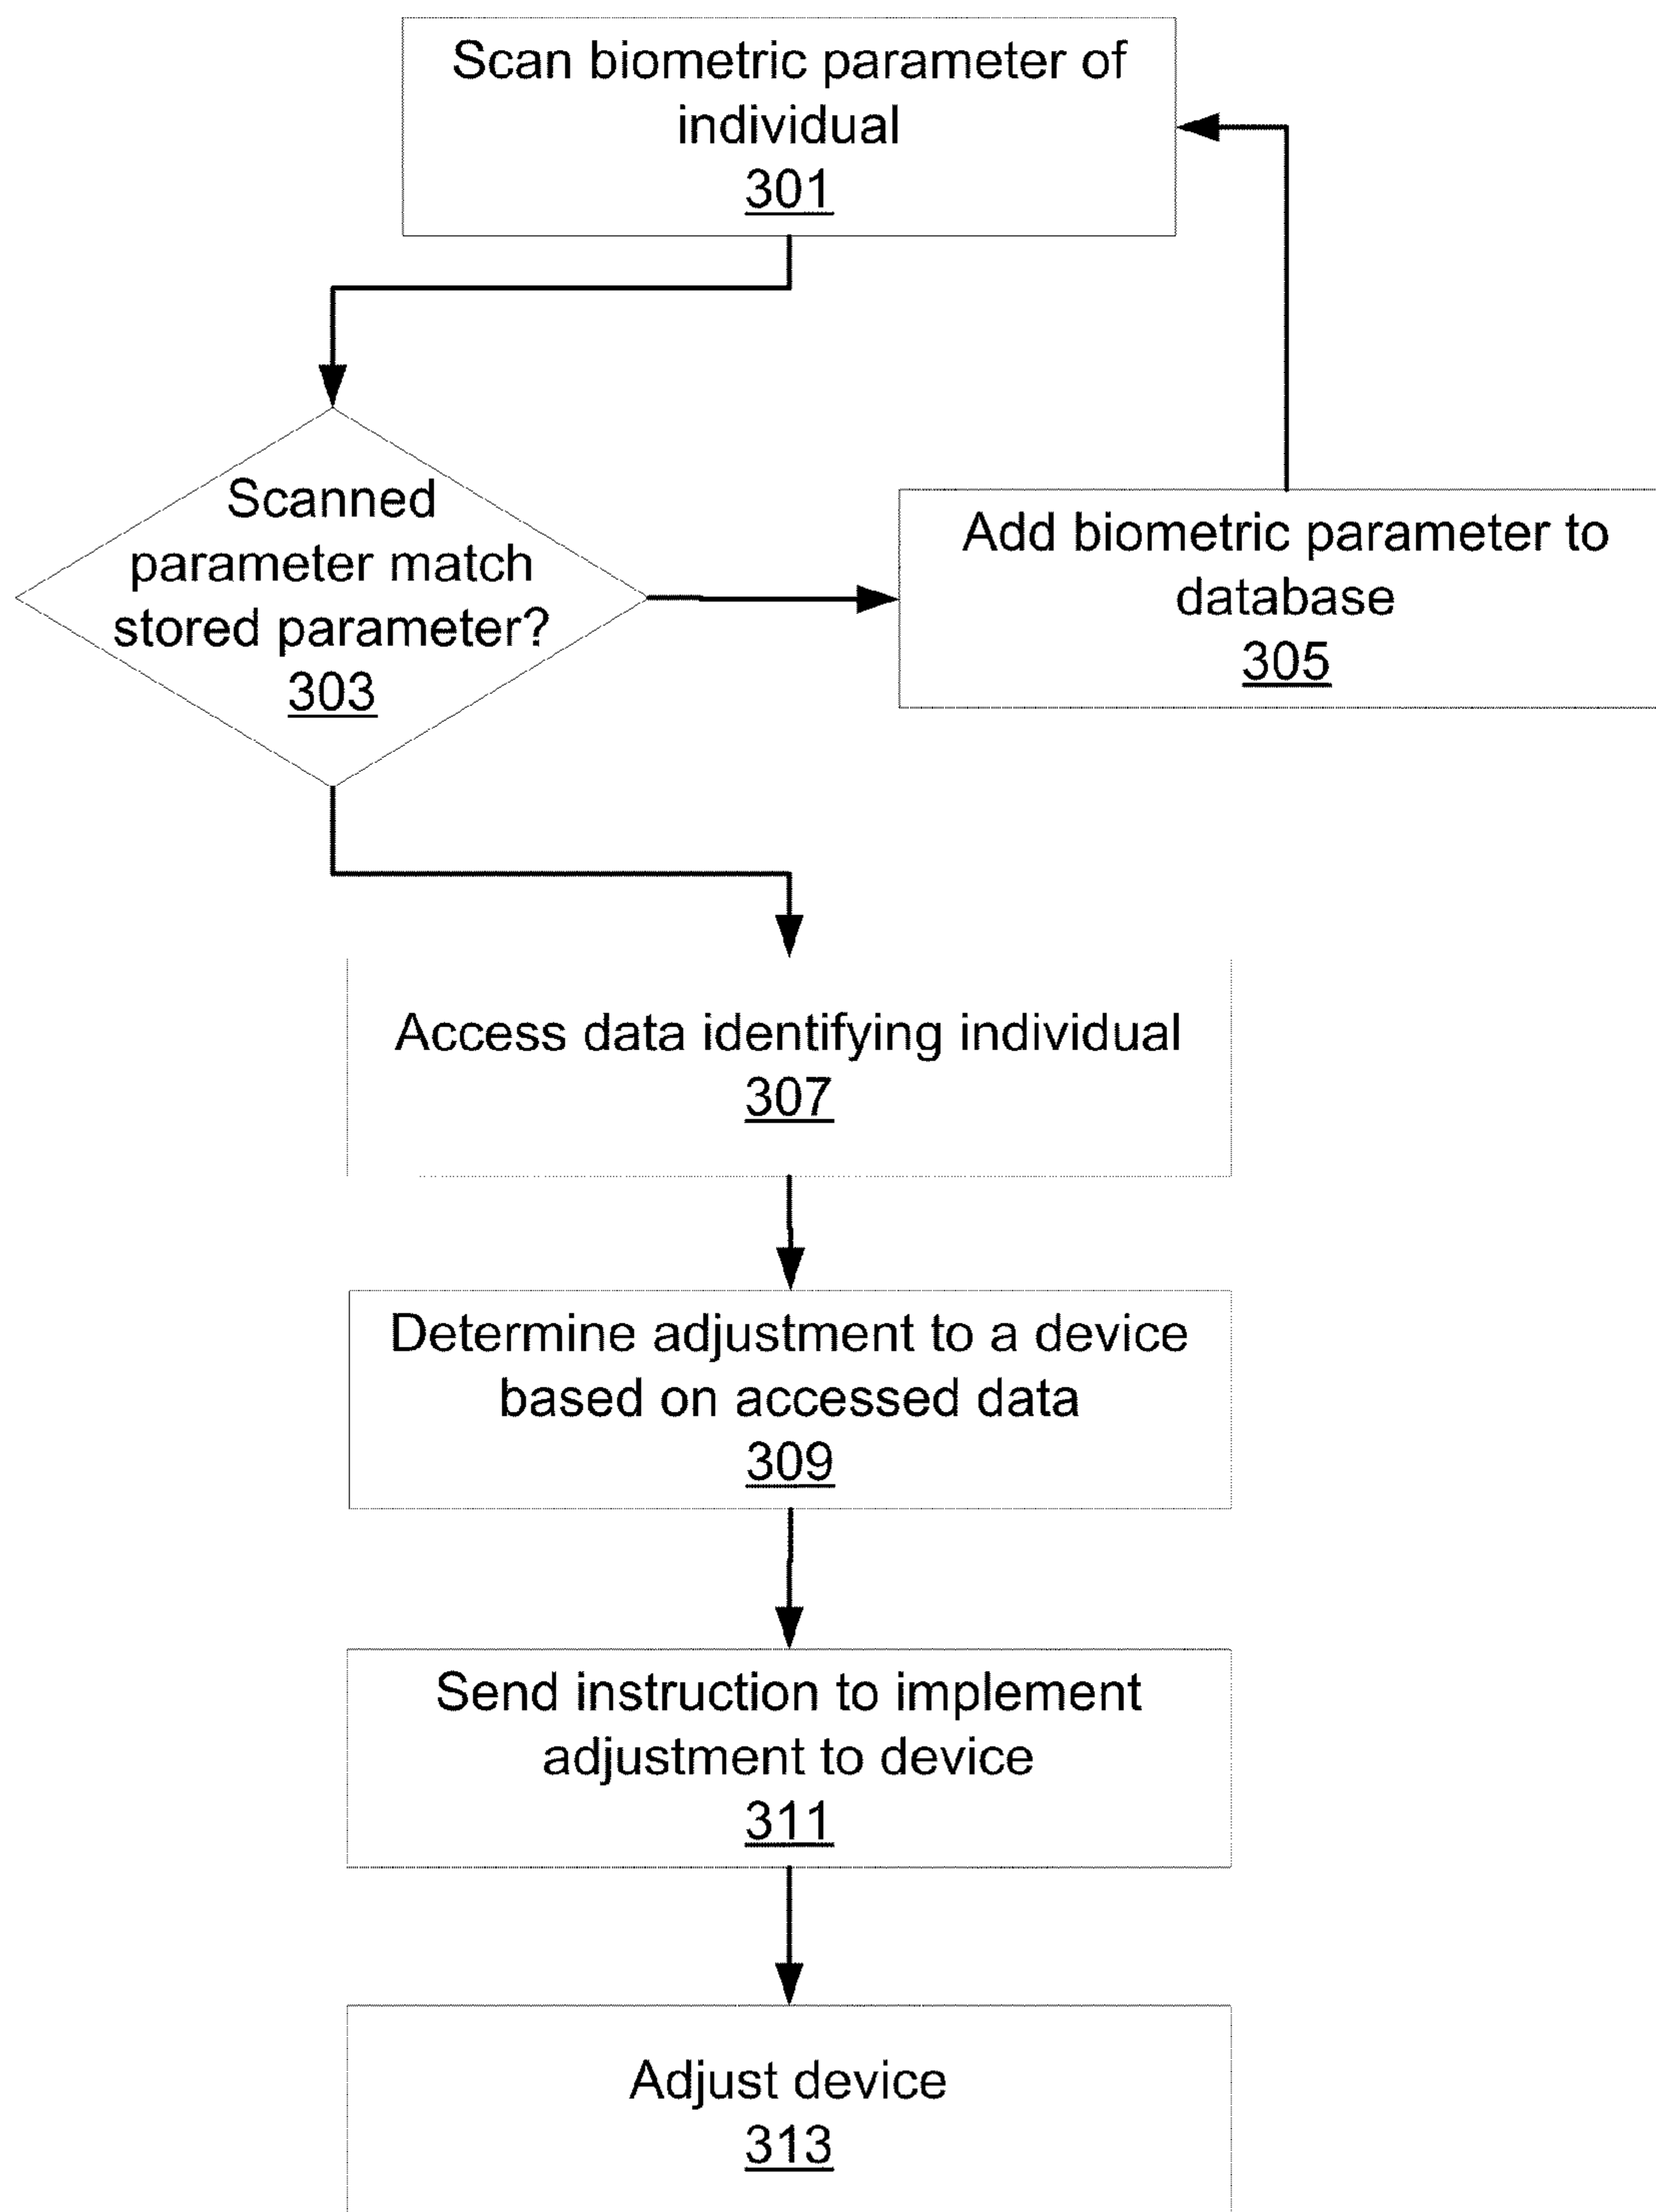 Scan biometric parameter of
individual
301
Scanned
parameter match
stored parameter?
303
Add biometric parameter to
database
305
Access data identifying individual
307
Determine adjustment to a device
based on accessed data
309
Send instruction to implement
adjustment to device
311
Adjust device
313